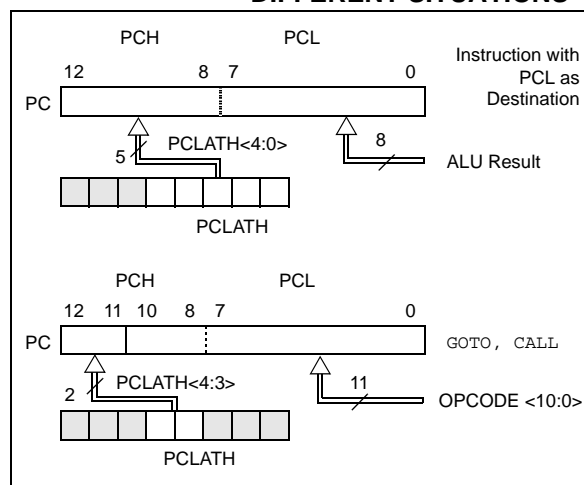 PCH PCL
12 8 7 0
Instruction with
PCL as
Destination
PC
5 PCLATH<4:0> 8
ALU Result
PCLATH
PCH PCL
12 11 10 8 7 0
PC GOTO, CALL
2 PCLATH<4:3> 11
OPCODE <10:0>
PCLATH